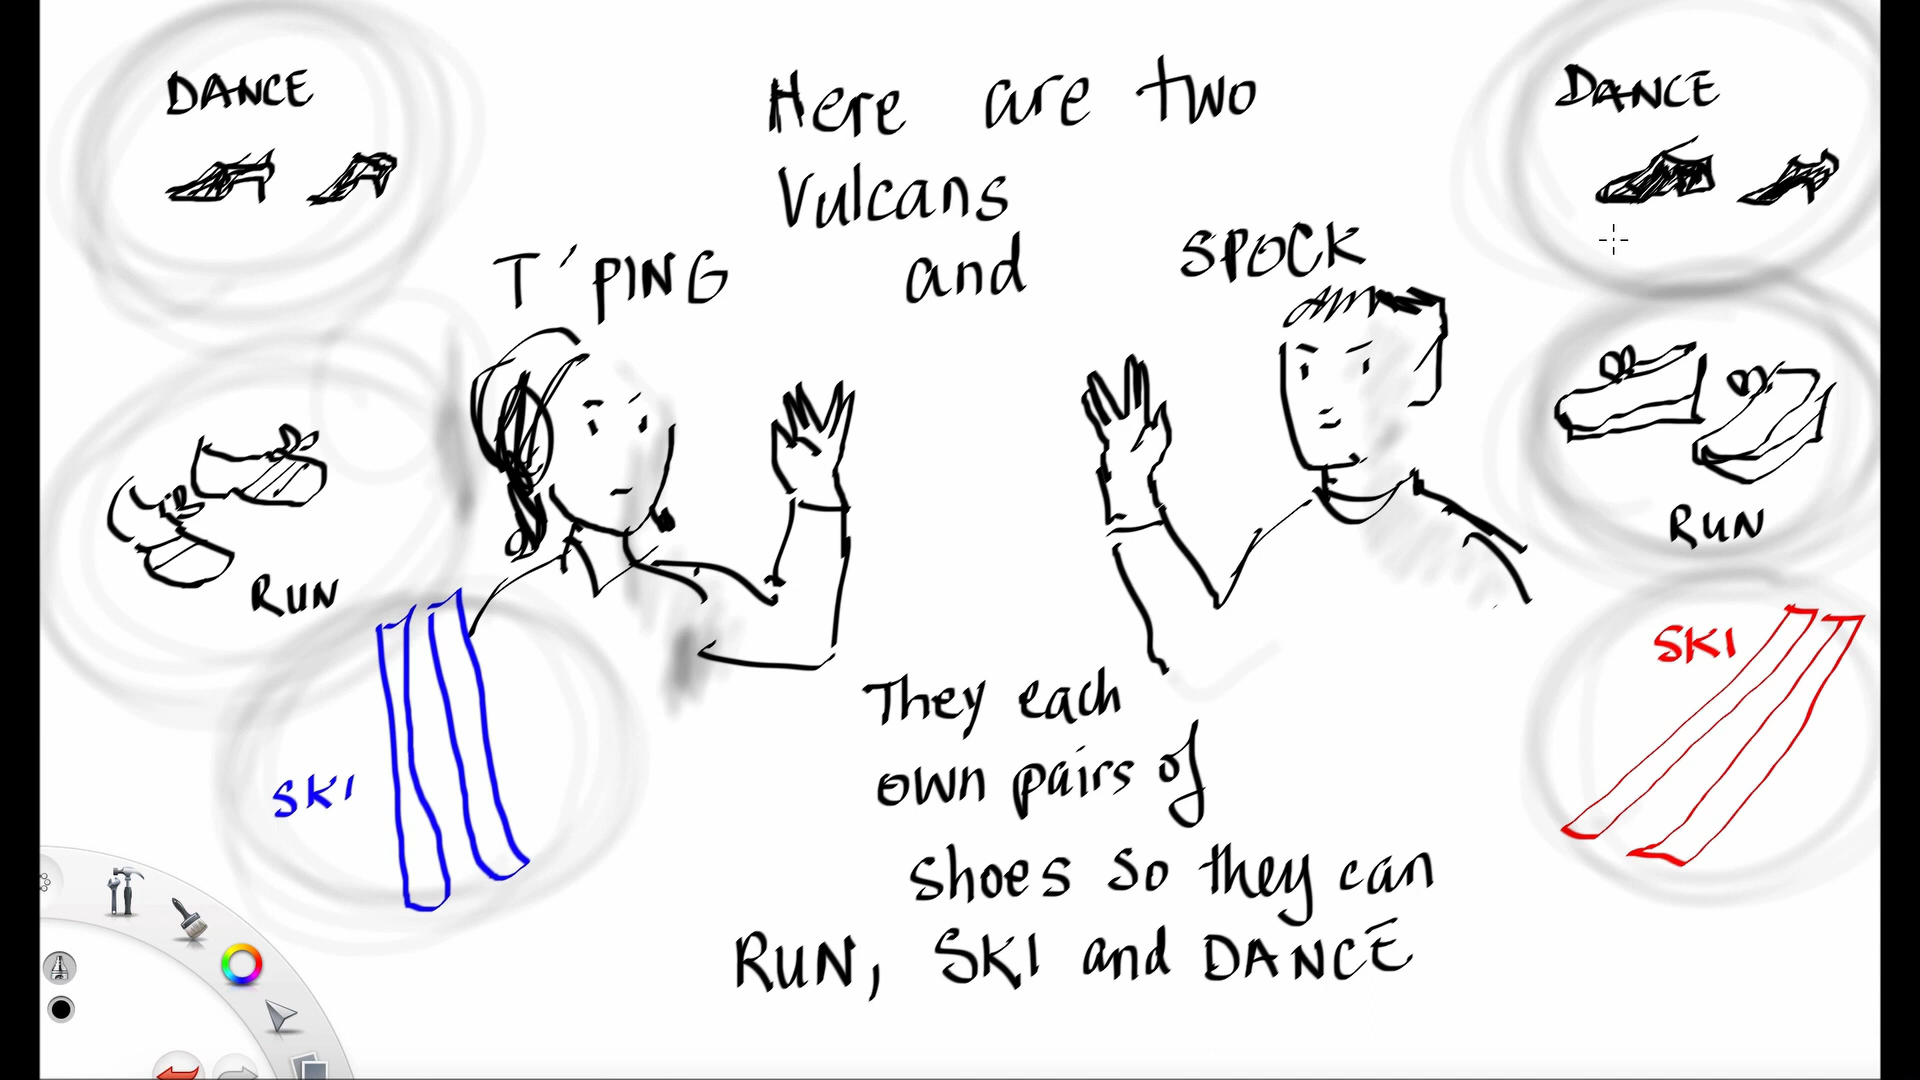 DANCE
Here are two
Vulcans
T'PING and SPOCK
DANCE
RUN
SKI
RUN
SKI
They each
own pairs of
shoes so they can
RUN, SKI and DANCE